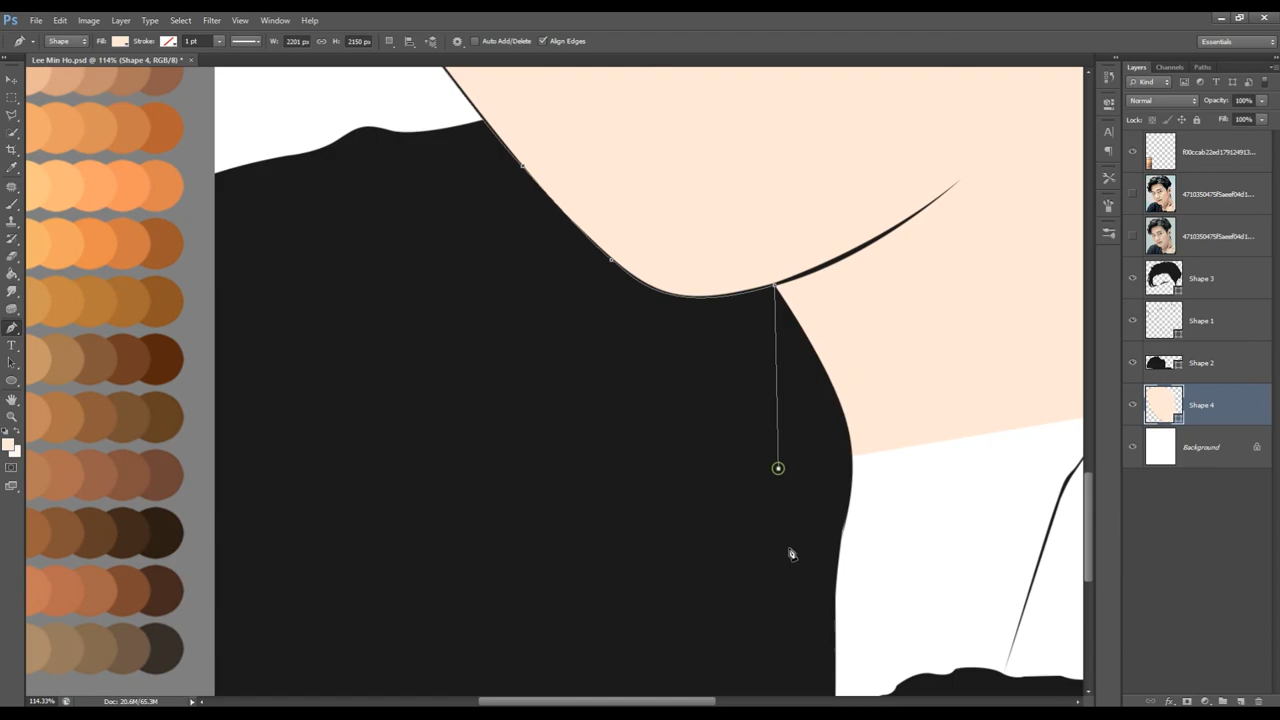 Ps File Edit Image Layer Type Select Filter View Window Help
Shape Fill: Stroke: 1 pt W: 2201 px H: 2150 px Auto Add/Delete Align Edges Essentials
Lee Min Ho.psd @ 114% (Shape 4, RGB/8) * ×
Layers Channels Paths
Kind
Normal Opacity: 100%
Lock: Fill: 100%
f00ccab22ed179124913...
4710350475f5aeef04d1...
4710350475f5aeef04d1...
Shape 3
Shape 1
Shape 2
Shape 4
Background
114.33% Doc: 20.6M/65.3M